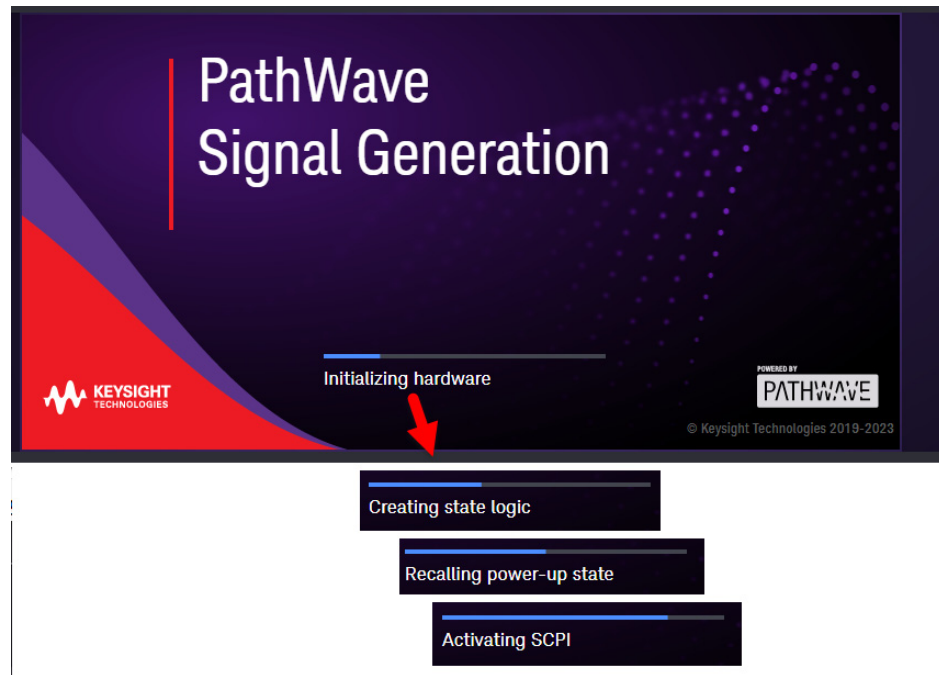 PathWave
Signal Generation
Initializing hardware
KEYSIGHT
TECHNOLOGIES
POWERED BY
PATHWAVE
© Keysight Technologies 2019-2023
Creating state logic
Recalling power-up state
Activating SCPI